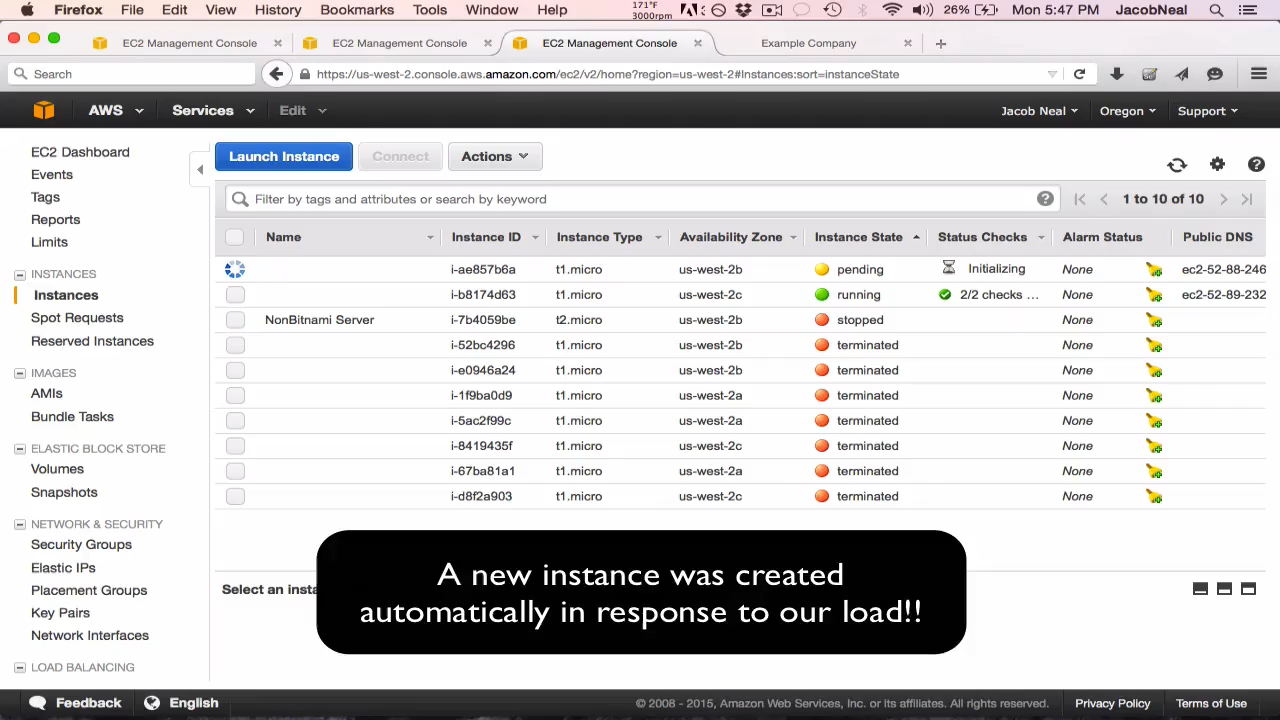 Firefox File Edit View History Bookmarks Tools Window Help 171°F 3000rpm 26% Mon 5:47 PM JacobNeal
EC2 Management Console EC2 Management Console EC2 Management Console Example Company
Search https://us-west-2.console.aws.amazon.com/ec2/v2/home?region=us-west-2#Instances:sort=instanceState
AWS Services Edit Jacob Neal Oregon Support
EC2 Dashboard
Events
Tags
Reports
Limits
INSTANCES
Instances
Spot Requests
Reserved Instances
IMAGES
AMIs
Bundle Tasks
ELASTIC BLOCK STORE
Volumes
Snapshots
NETWORK & SECURITY
Security Groups
Elastic IPs
Placement Groups
Key Pairs
Network Interfaces
LOAD BALANCING
Launch Instance Connect Actions
Filter by tags and attributes or search by keyword 1 to 10 of 10
Name Instance ID Instance Type Availability Zone Instance State Status Checks Alarm Status Public DNS
i-ae857b6a t1.micro us-west-2b pending Initializing None ec2-52-88-246
i-b8174d63 t1.micro us-west-2c running 2/2 checks ... None ec2-52-89-232
NonBitnami Server i-7b4059be t2.micro us-west-2b stopped None
i-52bc4296 t1.micro us-west-2b terminated None
i-e0946a24 t1.micro us-west-2b terminated None
i-1f9ba0d9 t1.micro us-west-2a terminated None
i-5ac2f99c t1.micro us-west-2a terminated None
i-8419435f t1.micro us-west-2c terminated None
i-67ba81a1 t1.micro us-west-2a terminated None
i-d8f2a903 t1.micro us-west-2c terminated None
Select an insta
A new instance was created
automatically in response to our load!!
Feedback English © 2008 - 2015, Amazon Web Services, Inc. or its affiliates. All rights reserved. Privacy Policy Terms of Use